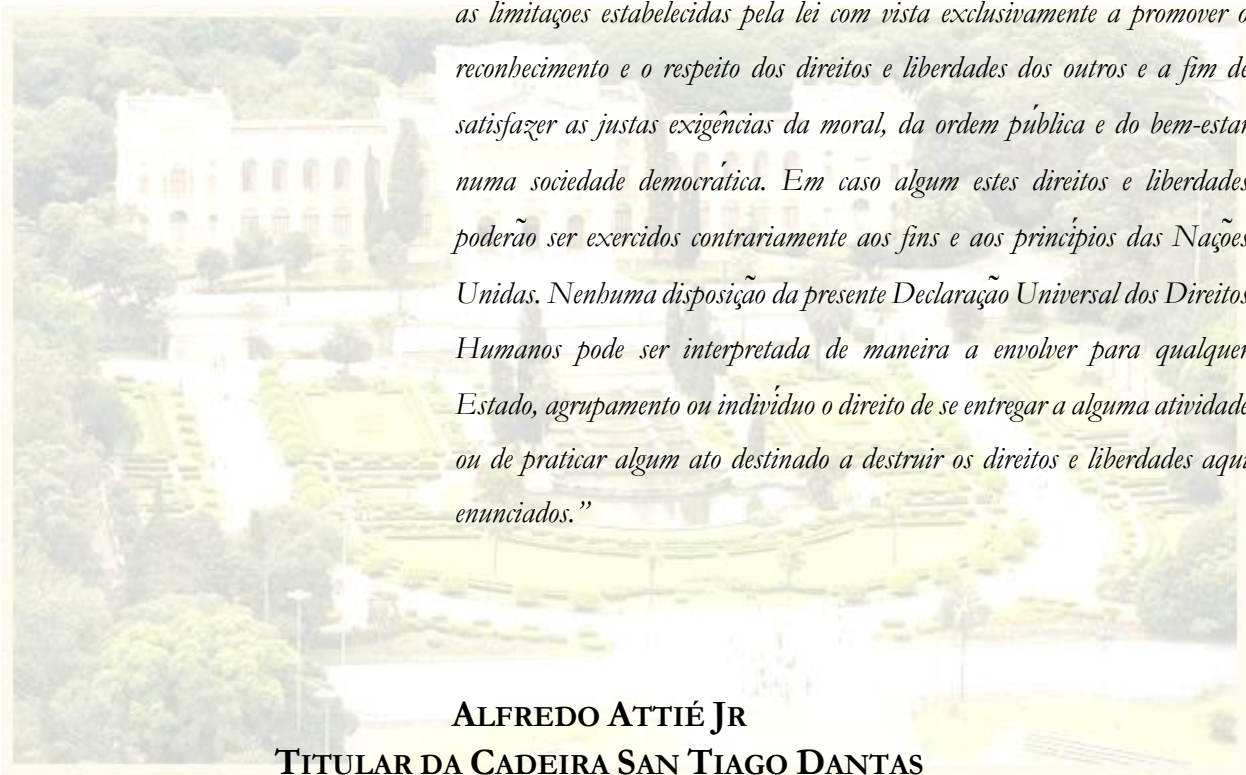 as limitações estabelecidas pela lei com vista exclusivamente a promover o
reconhecimento e o respeito dos direitos e liberdades dos outros e a fim de
satisfazer as justas exigências da moral, da ordem pública e do bem-estar
numa sociedade democrática. Em caso algum estes direitos e liberdades
poderão ser exercidos contrariamente aos fins e aos princípios das Nações
Unidas. Nenhuma disposição da presente Declaração Universal dos Direitos
Humanos pode ser interpretada de maneira a envolver para qualquer
Estado, agrupamento ou indivíduo o direito de se entregar a alguma atividade
ou de praticar algum ato destinado a destruir os direitos e liberdades aqui
enunciados.”
ALFREDO ATTIÉ JR
TITULAR DA CADEIRA SAN TIAGO DANTAS